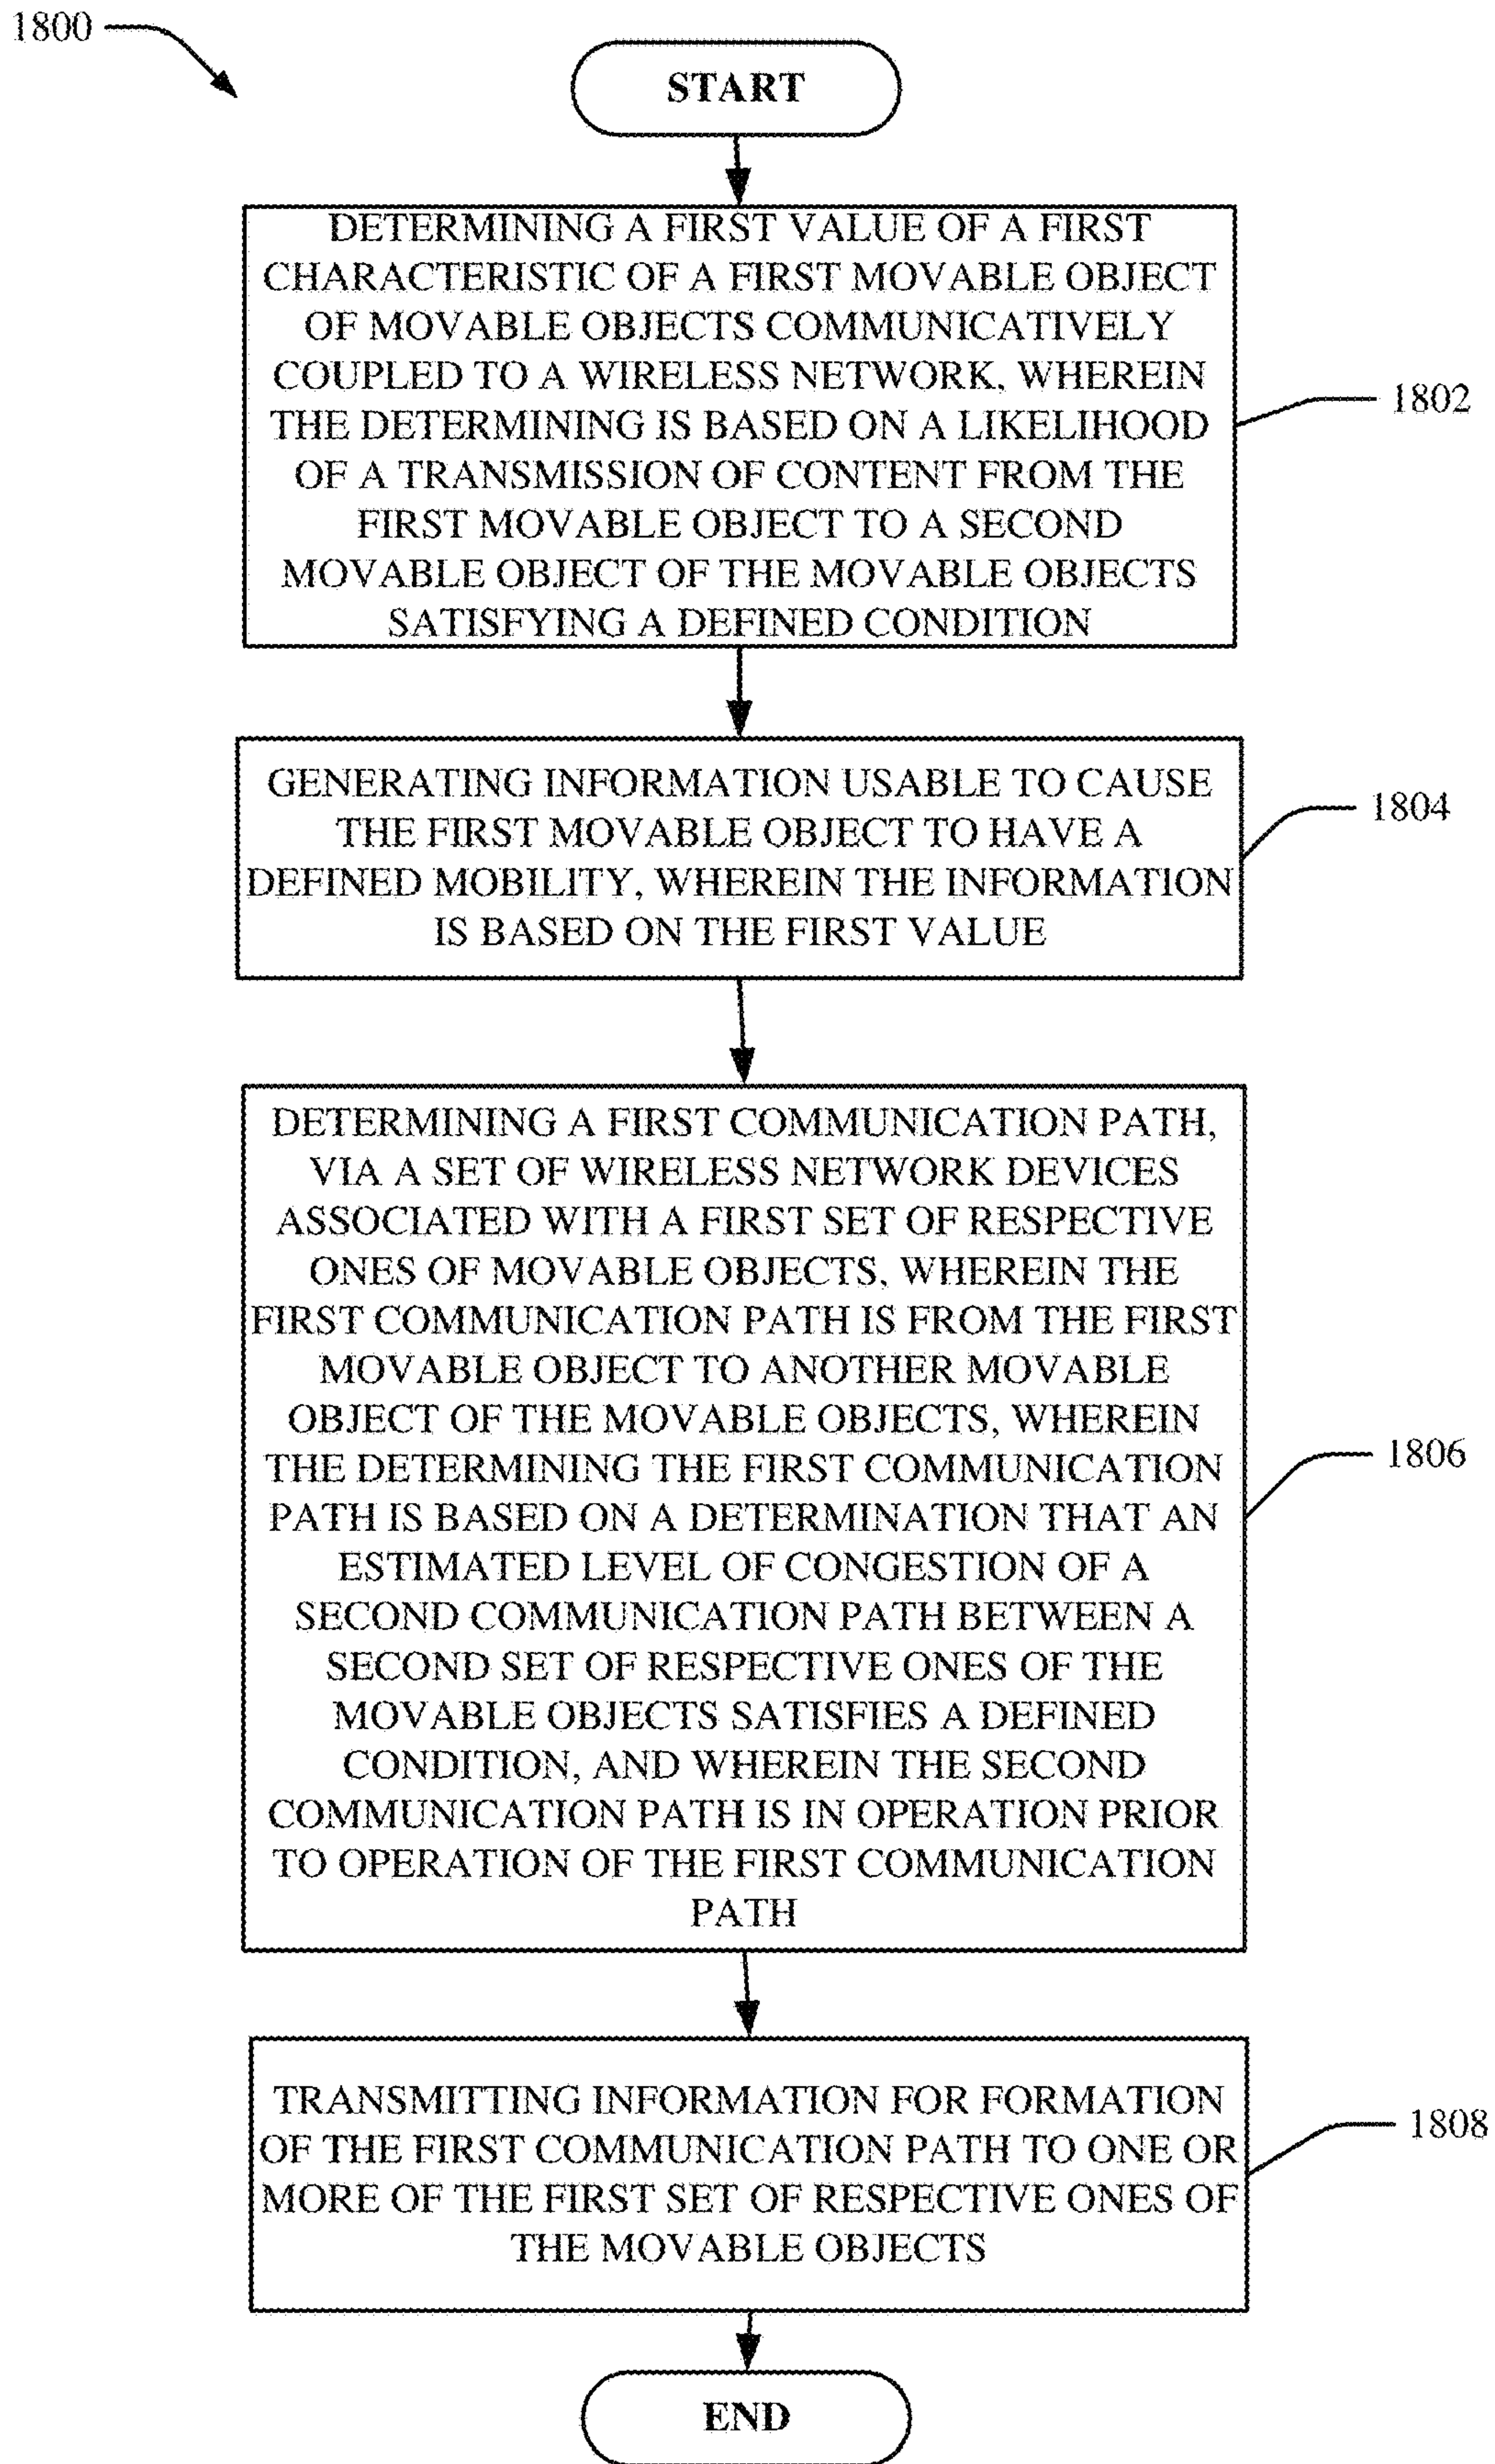 1800
START
DETERMINING A FIRST VALUE OF A FIRST
CHARACTERISTIC OF A FIRST MOVABLE OBJECT
OF MOVABLE OBJECTS COMMUNICATIVELY
COUPLED TO A WIRELESS NETWORK, WHEREIN
THE DETERMINING IS BASED ON A LIKELIHOOD
OF A TRANSMISSION OF CONTENT FROM THE
FIRST MOVABLE OBJECT TO A SECOND
MOVABLE OBJECT OF THE MOVABLE OBJECTS
SATISFYING A DEFINED CONDITION
1802
GENERATING INFORMATION USABLE TO CAUSE
THE FIRST MOVABLE OBJECT TO HAVE A
DEFINED MOBILITY, WHEREIN THE INFORMATION
IS BASED ON THE FIRST VALUE
1804
DETERMINING A FIRST COMMUNICATION PATH,
VIA A SET OF WIRELESS NETWORK DEVICES
ASSOCIATED WITH A FIRST SET OF RESPECTIVE
ONES OF MOVABLE OBJECTS, WHEREIN THE
FIRST COMMUNICATION PATH IS FROM THE FIRST
MOVABLE OBJECT TO ANOTHER MOVABLE
OBJECT OF THE MOVABLE OBJECTS, WHEREIN
THE DETERMINING THE FIRST COMMUNICATION
PATH IS BASED ON A DETERMINATION THAT AN
ESTIMATED LEVEL OF CONGESTION OF A
SECOND COMMUNICATION PATH BETWEEN A
SECOND SET OF RESPECTIVE ONES OF THE
MOVABLE OBJECTS SATISFIES A DEFINED
CONDITION, AND WHEREIN THE SECOND
COMMUNICATION PATH IS IN OPERATION PRIOR
TO OPERATION OF THE FIRST COMMUNICATION
PATH
1806
TRANSMITTING INFORMATION FOR FORMATION
OF THE FIRST COMMUNICATION PATH TO ONE OR
MORE OF THE FIRST SET OF RESPECTIVE ONES OF
THE MOVABLE OBJECTS
1808
END